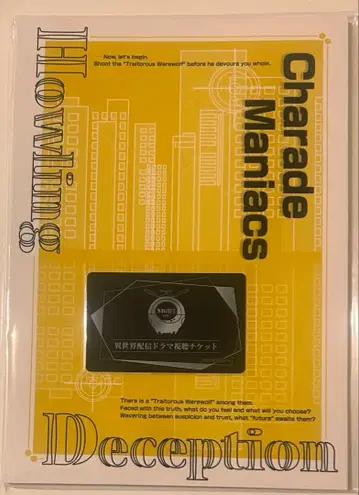 Howling
Now, let's begin.
Shoot the "Traitorous Werewolf" before he devours you whole.
Charade
Maniacs
異世界配信ドラマ視聴チケット
There is a "Traitorous Werewolf" among them.
Faced with this truth, what do you feel and what will you choose?
Wavering between suspicion and trust, what "future" awaits them?
Deception